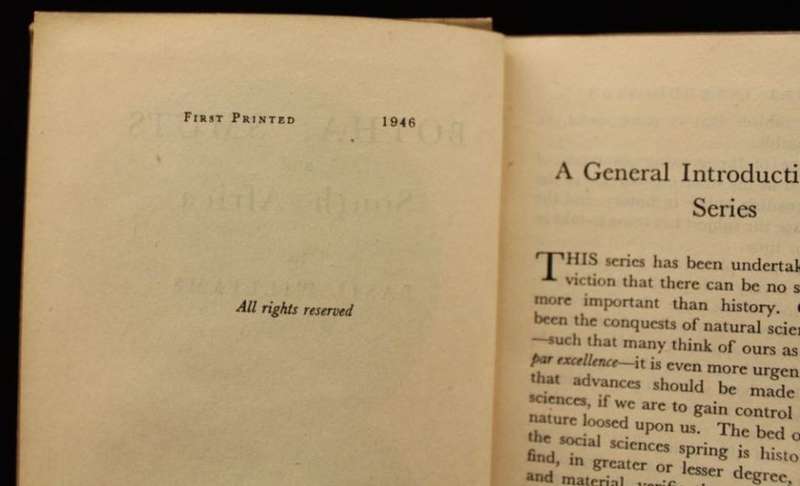 First Printed 1946
All rights reserved
A General Introducti
Series
THIS series has been undertak
viction that there can be no s
more important than history.
been the conquests of natural scie
—such that many think of ours as
par excellence—it is even more urgen
that advances should be made
sciences, if we are to gain control
nature loosed upon us. The bed o
the social sciences spring is histo
find, in greater or lesser degree,
and material